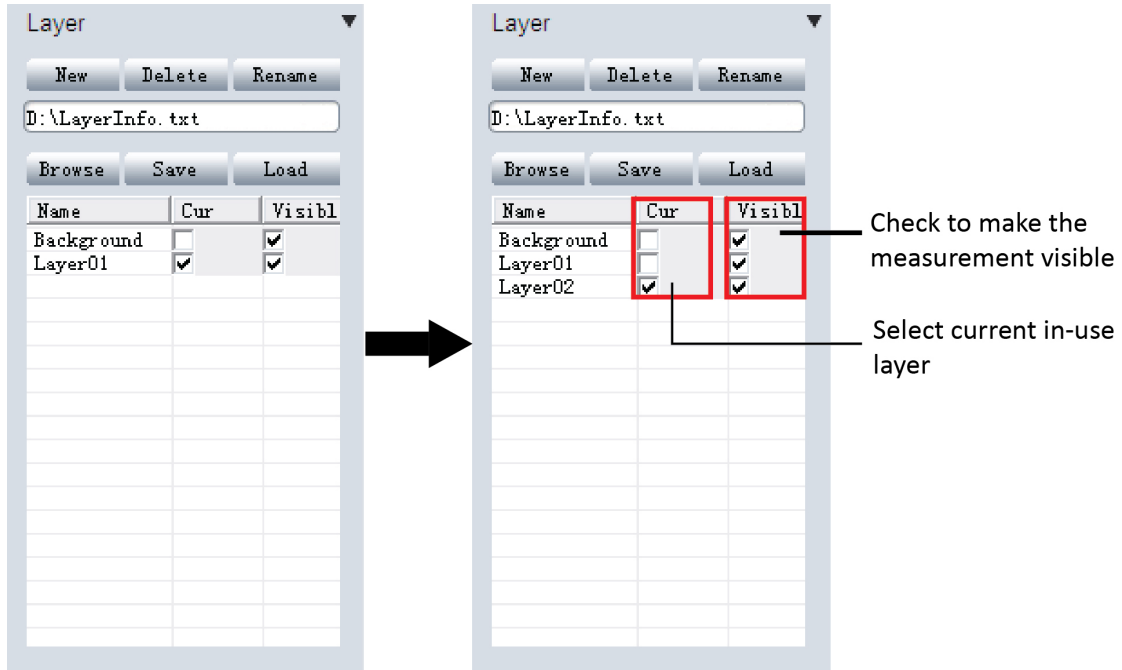 Layer
New Delete Rename
D:\LayerInfo.txt
Browse Save Load
Name Cur Visibl
Background
Layer01
Layer
New Delete Rename
D:\LayerInfo.txt
Browse Save Load
Name Cur Visibl
Background
Layer01
Layer02
Check to make the
measurement visible
Select current in-use
layer